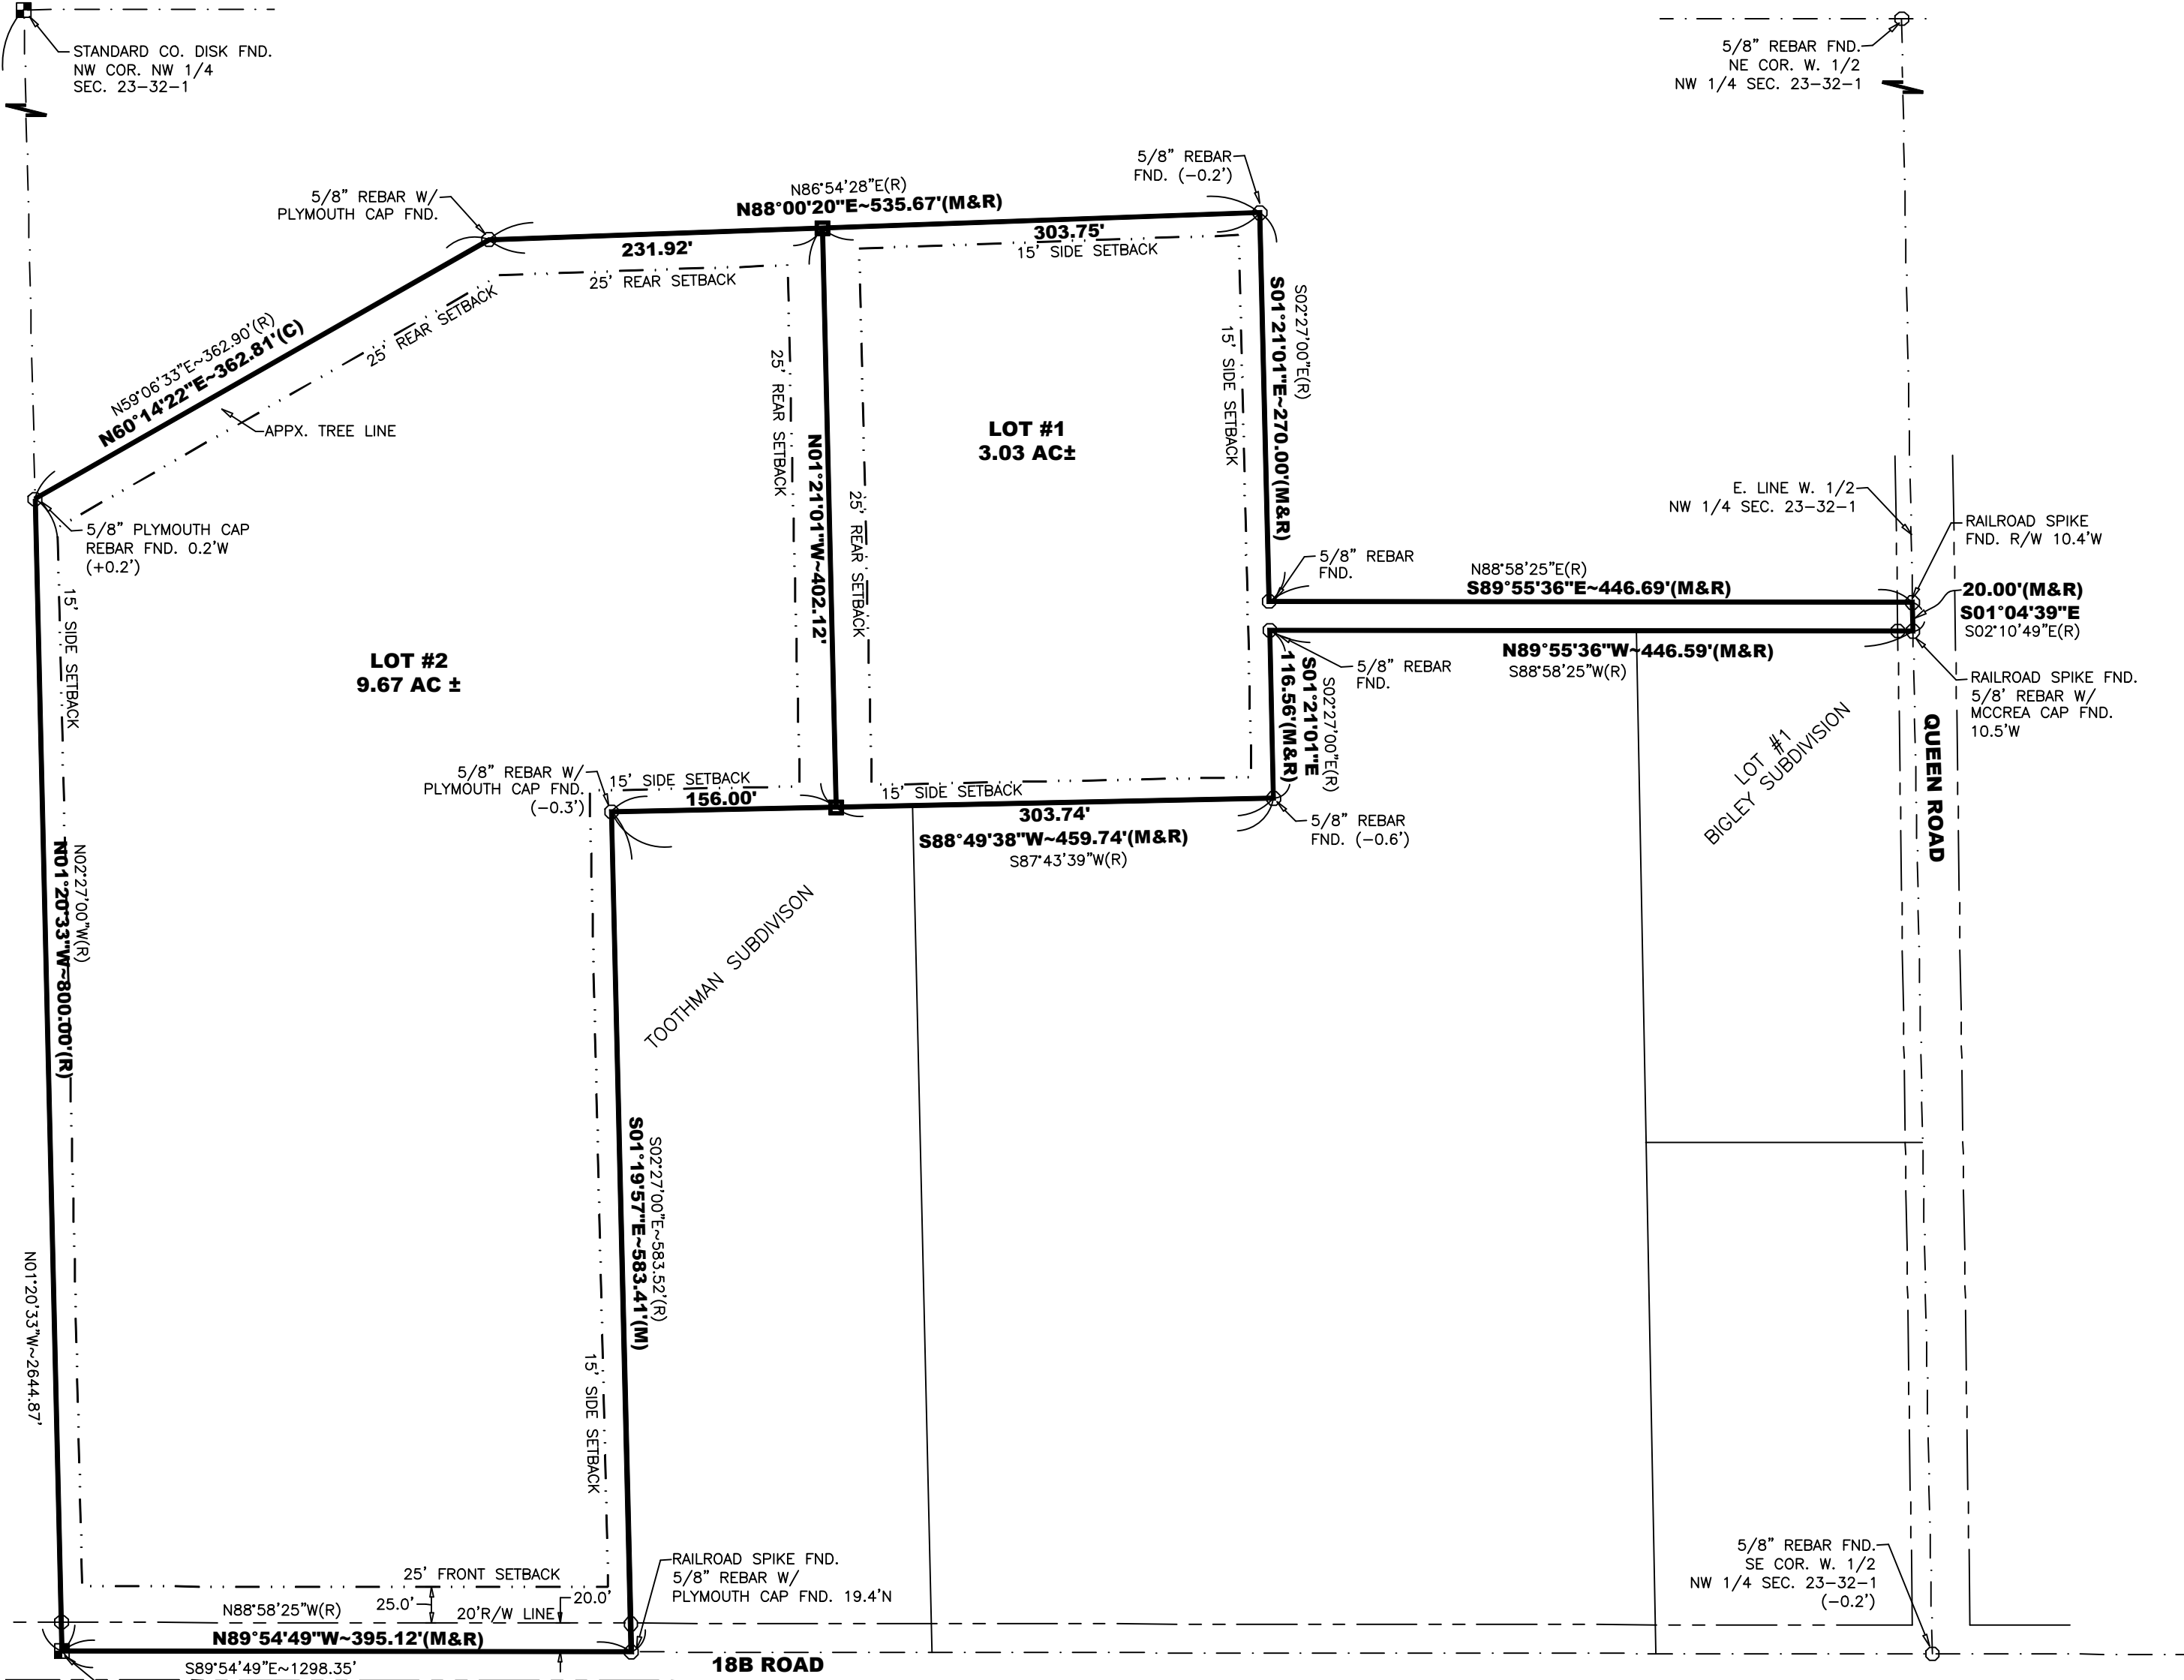 STANDARD CO. DISK FND.
NW COR. NW 1/4
SEC. 23-32-1
5/8" REBAR FND.
NE COR. W. 1/2
NW 1/4 SEC. 23-32-1
5/8" REBAR W/
PLYMOUTH CAP FND.
N86°54'28"E(R)
N88°00'20"E~535.67'(M&R)
5/8" REBAR
FND. (-0.2')
231.92'
303.75'
15' SIDE SETBACK
25' REAR SETBACK
25' REAR SETBACK
N59°06'33"E~362.90'(R)
N60°14'22"E~362.81'(C)
APPX. TREE LINE
25' REAR SETBACK
N01°21'01"W~402.12'
25' REAR SETBACK
LOT #1
3.03 AC±
15' SIDE SETBACK
S01°21'01"E~270.00'(M&R)
S02°27'00"E(R)
5/8" PLYMOUTH CAP
REBAR FND. 0.2'W
(+0.2')
E. LINE W. 1/2
NW 1/4 SEC. 23-32-1
RAILROAD SPIKE
FND. R/W 10.4'W
5/8" REBAR
FND.
N88°58'25"E(R)
S89°55'36"E~446.69'(M&R)
20.00'(M&R)
S01°04'39"E
S02°10'49"E(R)
N89°55'36"W~446.59'(M&R)
S88°58'25"W(R)
5/8" REBAR
FND.
S01°21'01"E
116.56'(M&R)
S02°27'00"E(R)
RAILROAD SPIKE FND.
5/8' REBAR W/
MCCREA CAP FND.
10.5'W
15' SIDE SETBACK
LOT #2
9.67 AC ±
LOT #1
BIGLEY SUBDIVISION
QUEEN ROAD
5/8" REBAR W/
PLYMOUTH CAP FND.
(-0.3')
15' SIDE SETBACK
156.00'
15' SIDE SETBACK
303.74'
S88°49'38"W~459.74'(M&R)
S87°43'39"W(R)
5/8" REBAR
FND. (-0.6')
N02°27'00"W(R)
N01°20'33"W~800.00'(R)
TOOTHMAN SUBDIVISON
S01°19'57"E~583.41'(M)
S02°27'00"E~583.52'(R)
N01°20'33"W~2644.87'
15' SIDE SETBACK
25' FRONT SETBACK
25.0'
20'R/W LINE
20.0'
RAILROAD SPIKE FND.
5/8" REBAR W/
PLYMOUTH CAP FND. 19.4'N
5/8" REBAR FND.
SE COR. W. 1/2
NW 1/4 SEC. 23-32-1
(-0.2')
N88°58'25"W(R)
N89°54'49"W~395.12'(M&R)
S89°54'49"E~1298.35'
18B ROAD